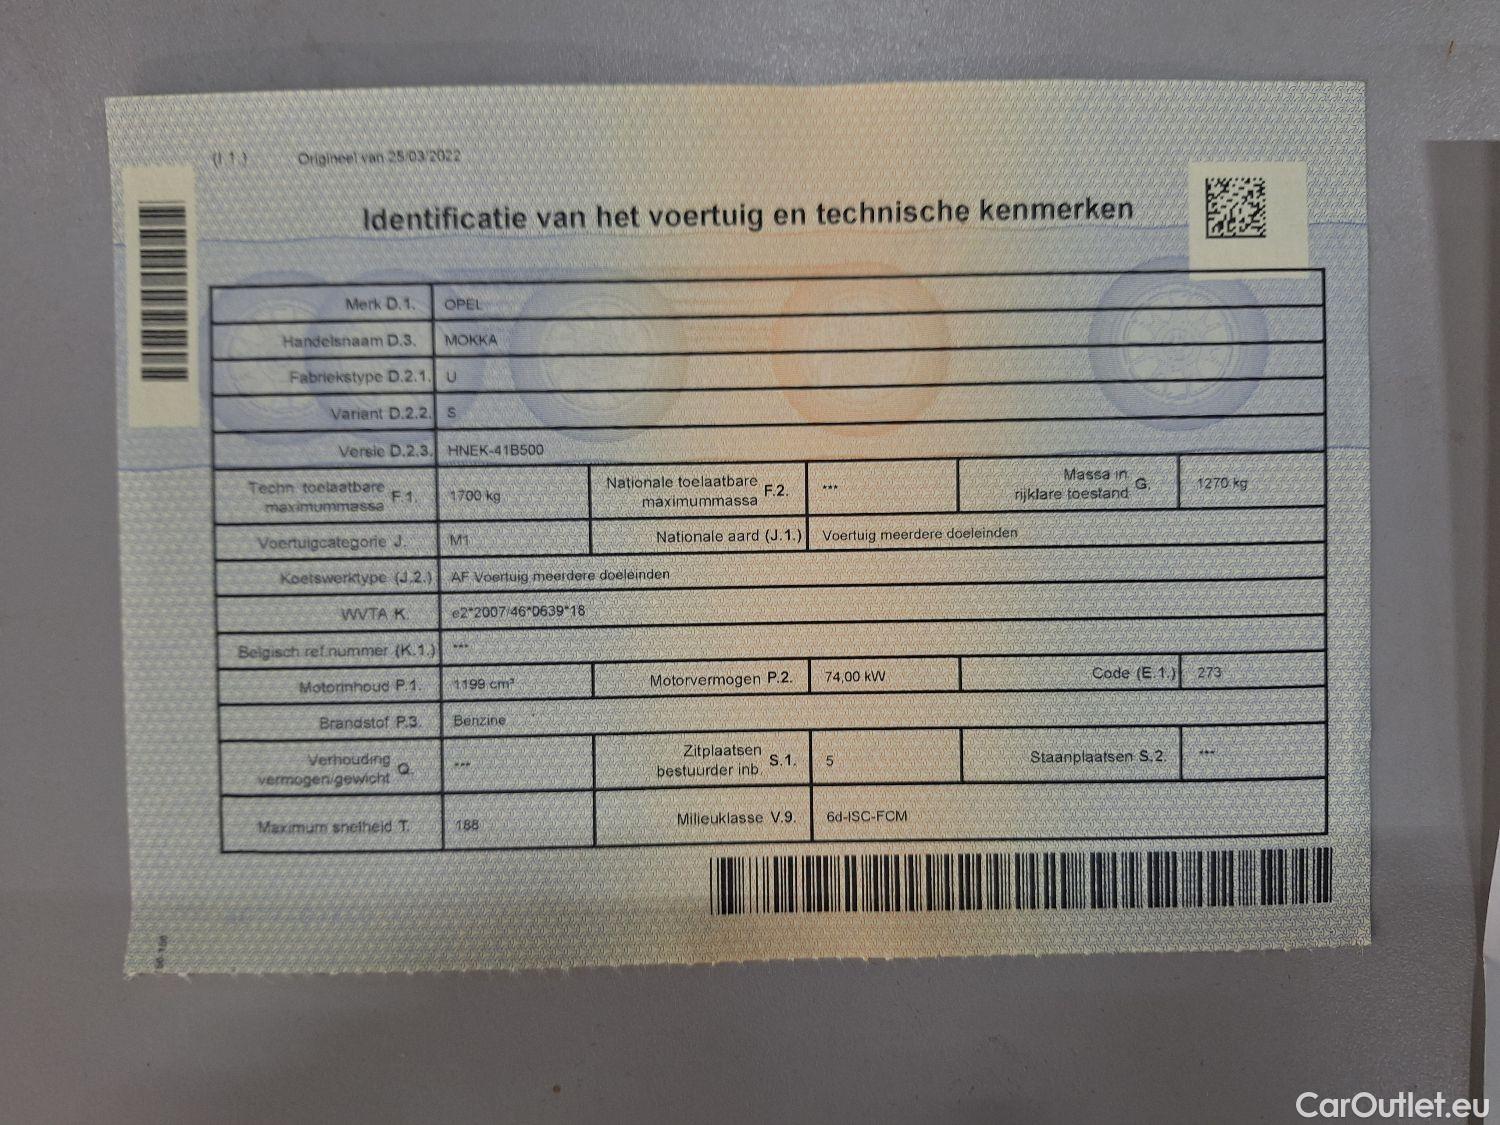 (I.1.) Origineel van 25/03/2022
Identificatie van het voertuig en technische kenmerken
Merk D.1. OPEL
Handelsnaam D.3. MOKKA
Fabriekstype D.2.1. U
Variant D.2.2. S
Versie D.2.3. HNEK-41B500
Techn. toelaatbare maximummassa F.1. 1700 kg Nationale toelaatbare maximummassa F.2. *** Massa in rijklare toestand G. 1270 kg
Voertuigcategorie J. M1 Nationale aard (J.1.) Voertuig meerdere doeleinden
Koetswerktype (J.2.) AF Voertuig meerdere doeleinden
WVTA K. e2*2007/46*0639*18
Belgisch ref.nummer (K.1.) ***
Motorinhoud P.1. 1199 cm³ Motorvermogen P.2. 74,00 kW Code (E.1.) 273
Brandstof P.3. Benzine
Verhouding vermogen/gewicht Q. *** Zitplaatsen bestuurder inb. S.1. 5 Staanplaatsen S.2. ***
Maximum snelheid T. 188 Milieuklasse V.9. 6d-ISC-FCM
CarOutlet.eu